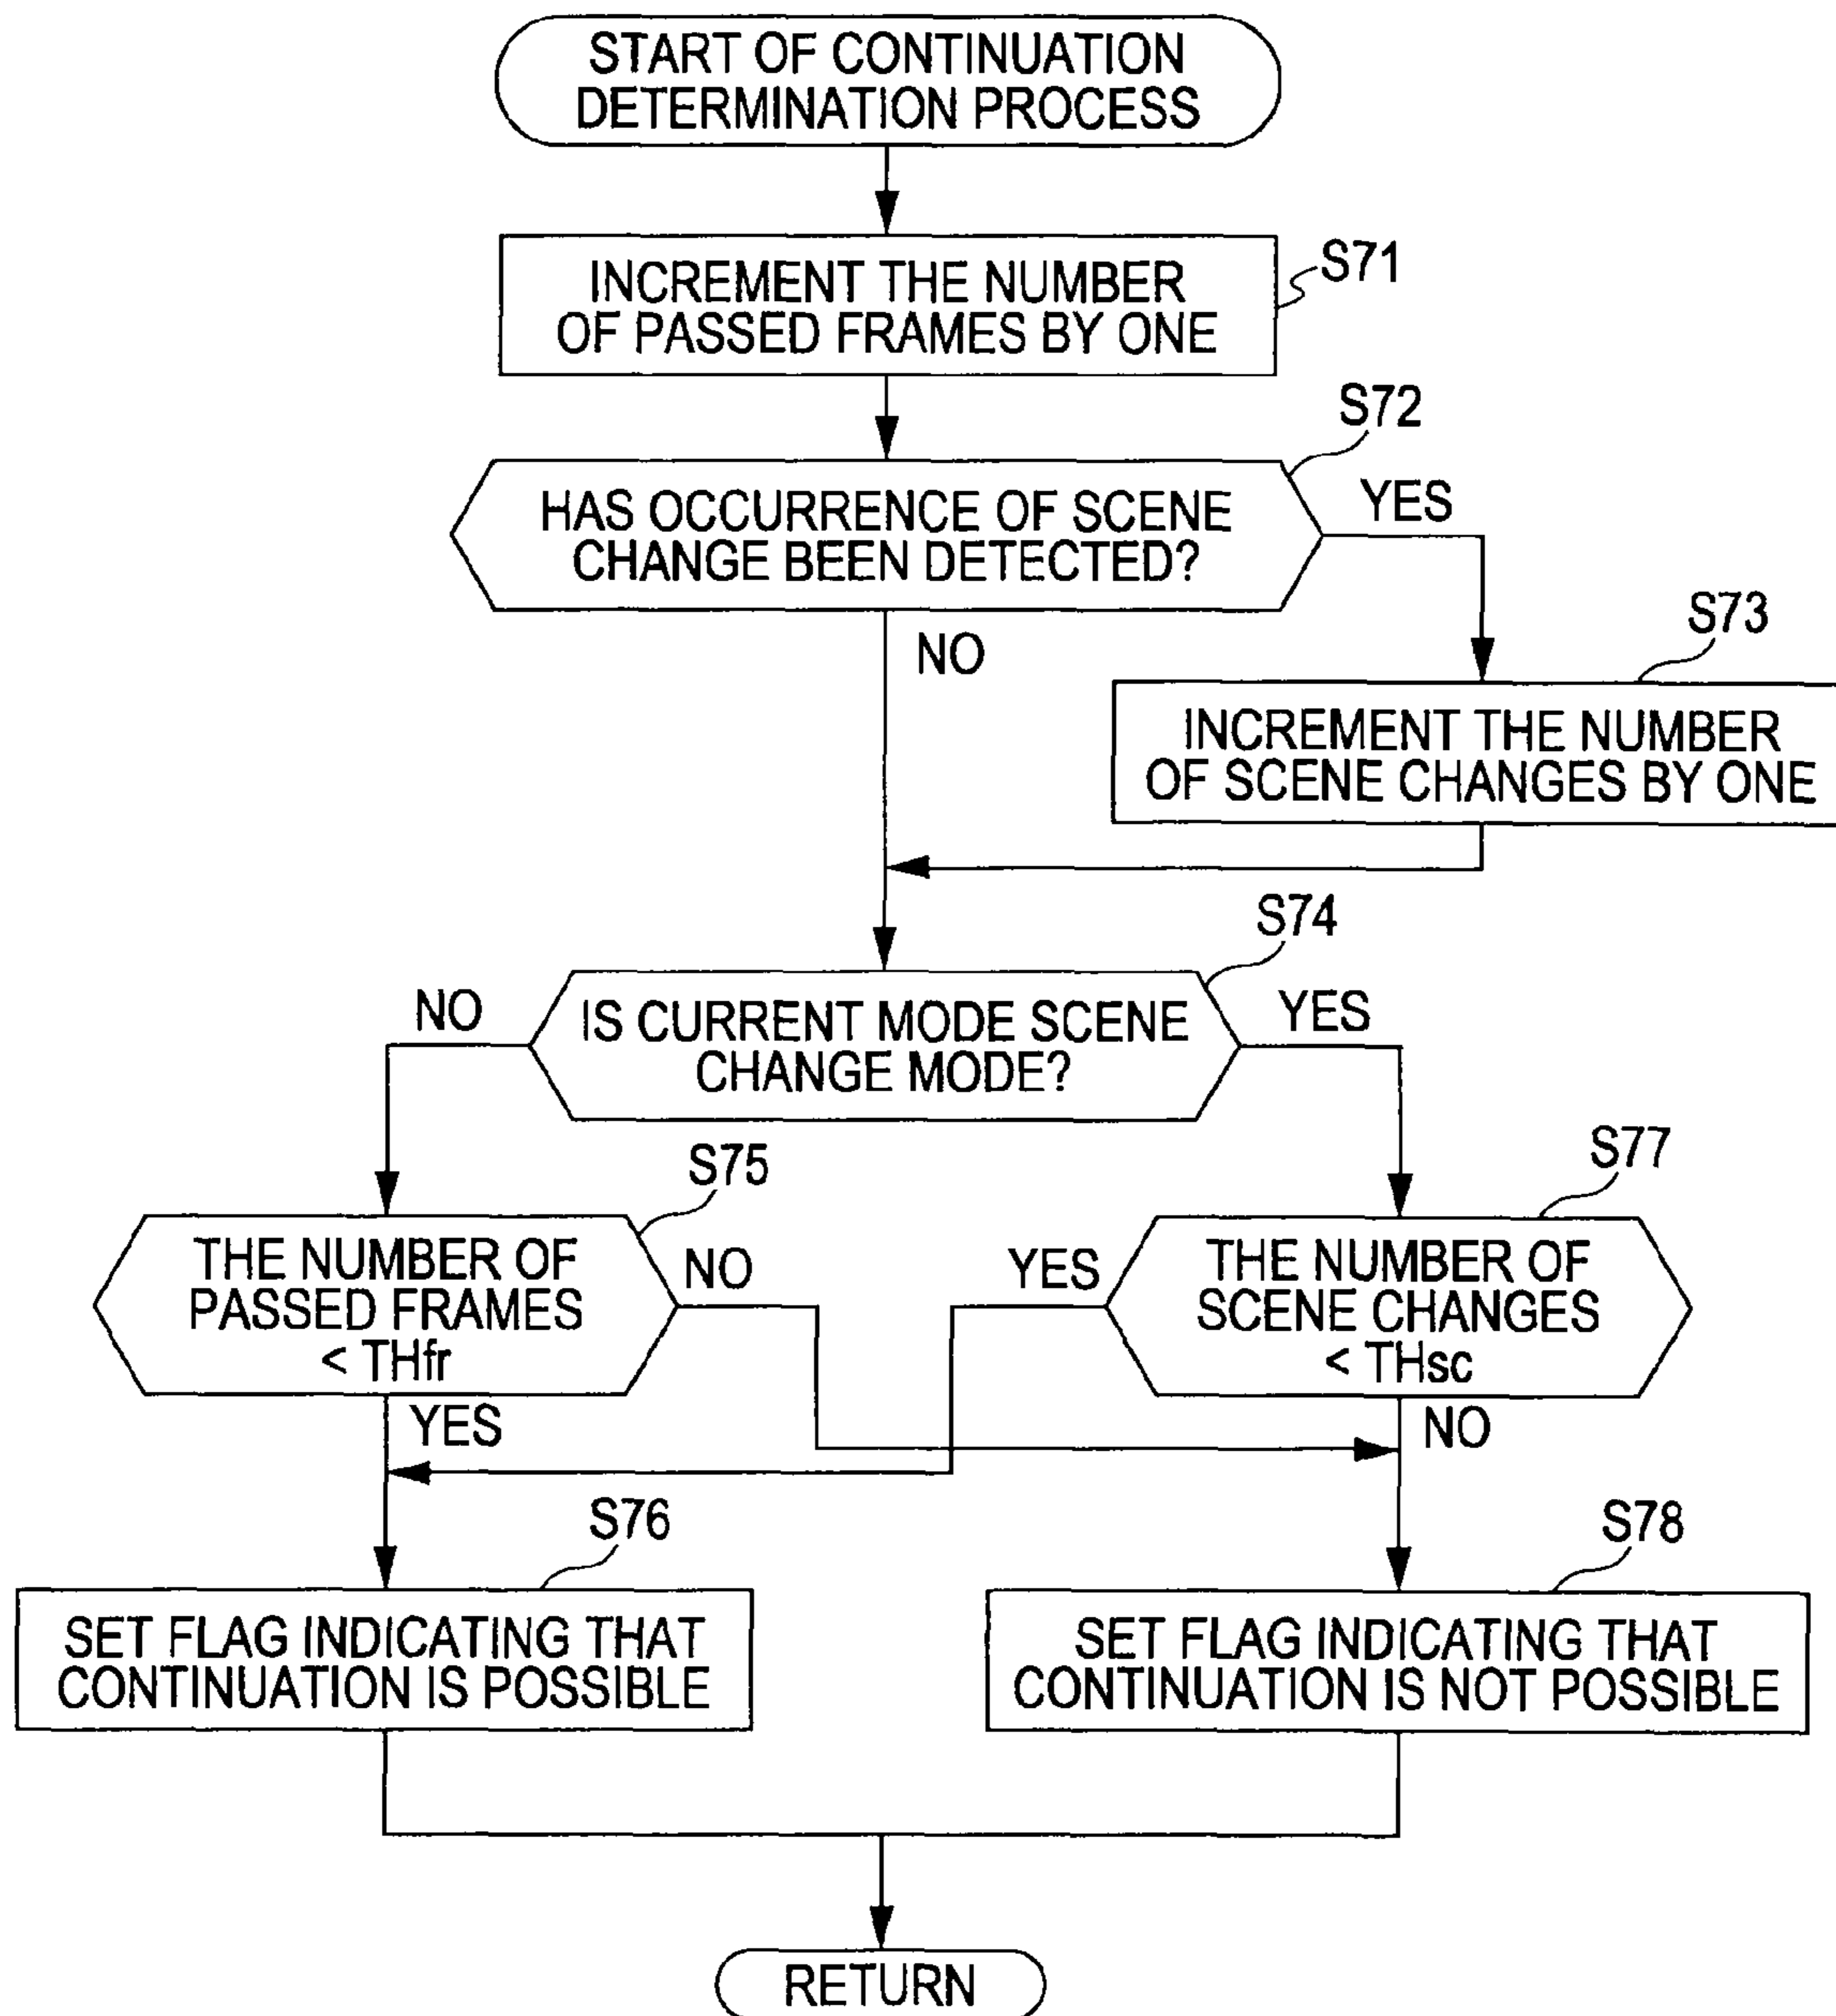 START OF CONTINUATION
DETERMINATION PROCESS
INCREMENT THE NUMBER
OF PASSED FRAMES BY ONE
S71
HAS OCCURRENCE OF SCENE
CHANGE BEEN DETECTED?
S72
YES
NO
S73
INCREMENT THE NUMBER
OF SCENE CHANGES BY ONE
S74
IS CURRENT MODE SCENE
CHANGE MODE?
NO
YES
S75
THE NUMBER OF
PASSED FRAMES
< THfr
NO
YES
S77
THE NUMBER OF
SCENE CHANGES
< THsc
YES
NO
S76
SET FLAG INDICATING THAT
CONTINUATION IS POSSIBLE
S78
SET FLAG INDICATING THAT
CONTINUATION IS NOT POSSIBLE
RETURN